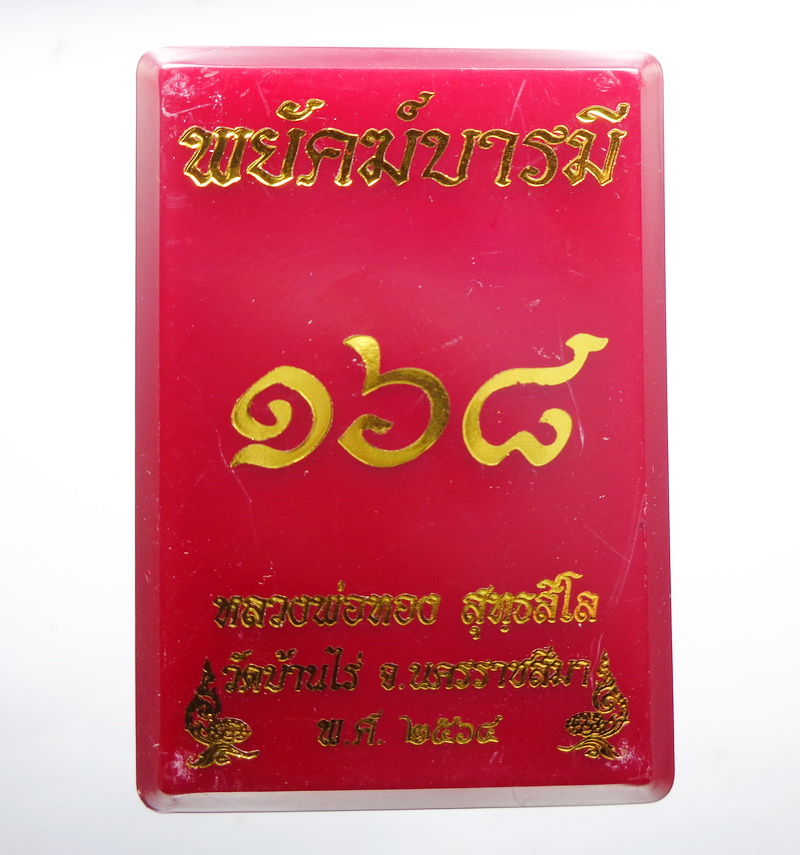 พยัคฆ์บารมี
๑๖๘
หลวงพ่อทอง สุทธสีโล
วัดบ้านไร่ จ.นครราชสีมา
พ.ศ. ๒๕๖๔